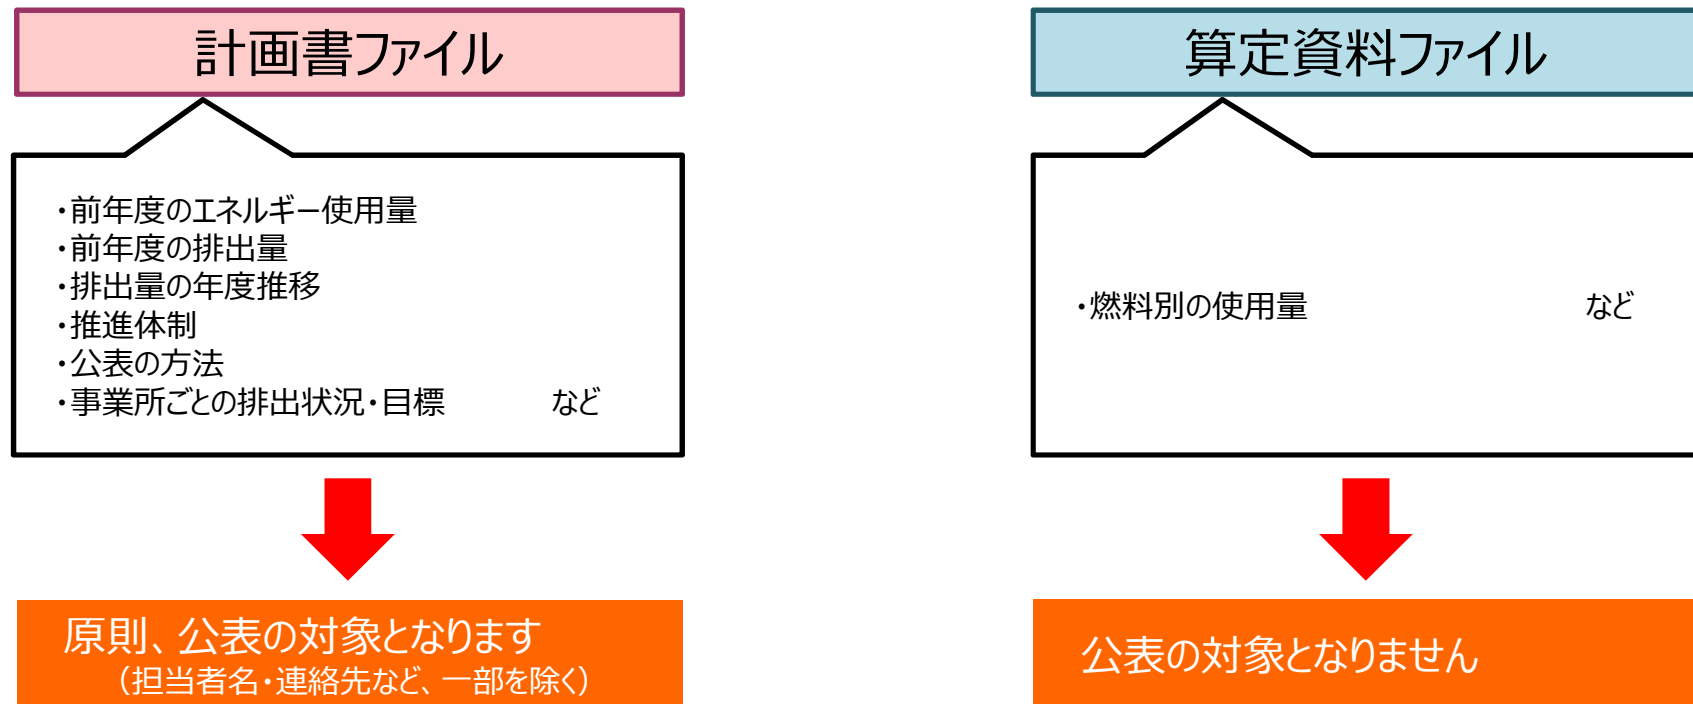 計画書ファイル
・前年度のエネルギー使用量
・前年度の排出量
・排出量の年度推移
・推進体制
・公表の方法
・事業所ごとの排出状況・目標 など
原則、公表の対象となります
（担当者名・連絡先など、一部を除く）
算定資料ファイル
・燃料別の使用量 など
公表の対象となりません